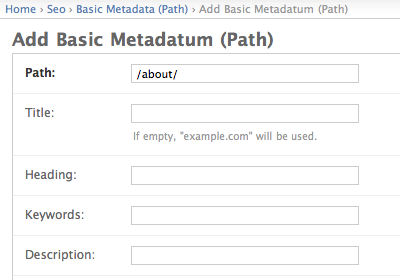 Home › Seo › Basic Metadata (Path) › Add Basic Metadatum (Path)
Add Basic Metadatum (Path)
Path: /about/
Title:
If empty, "example.com" will be used.
Heading:
Keywords:
Description: